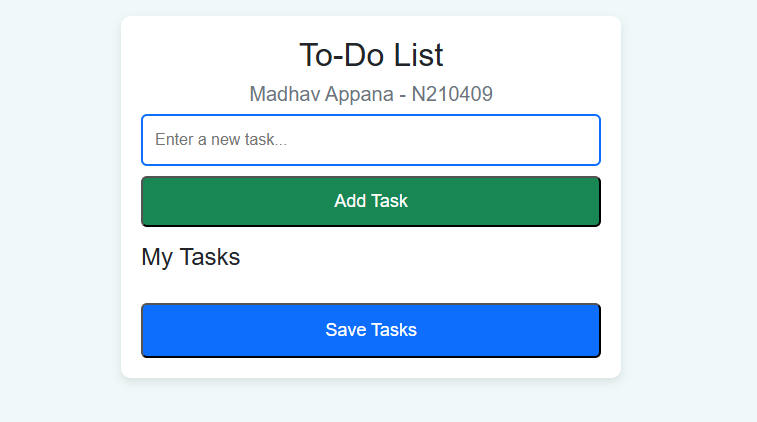 To-Do List
Madhav Appana - N210409
Enter a new task...
Add Task
My Tasks
Save Tasks